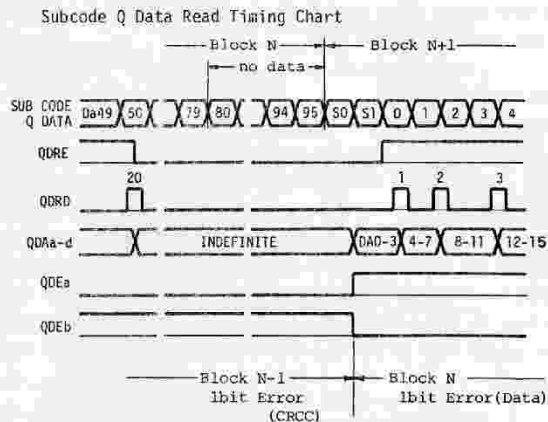 Subcode Q Data Read Timing Chart
Block N
Block N+1
no data
SUB CODE
Q DATA
Da49 50 79 80 94 95 S0 S1 0 1 2 3 4
QDRE
20 1 2 3
QDRD
QDAa-d INDEFINITE DA0-3 4-7 8-11 12-15
QDEa
QDEb
Block N-1 Block N
1bit Error 1bit Error(Data)
(CRCC)